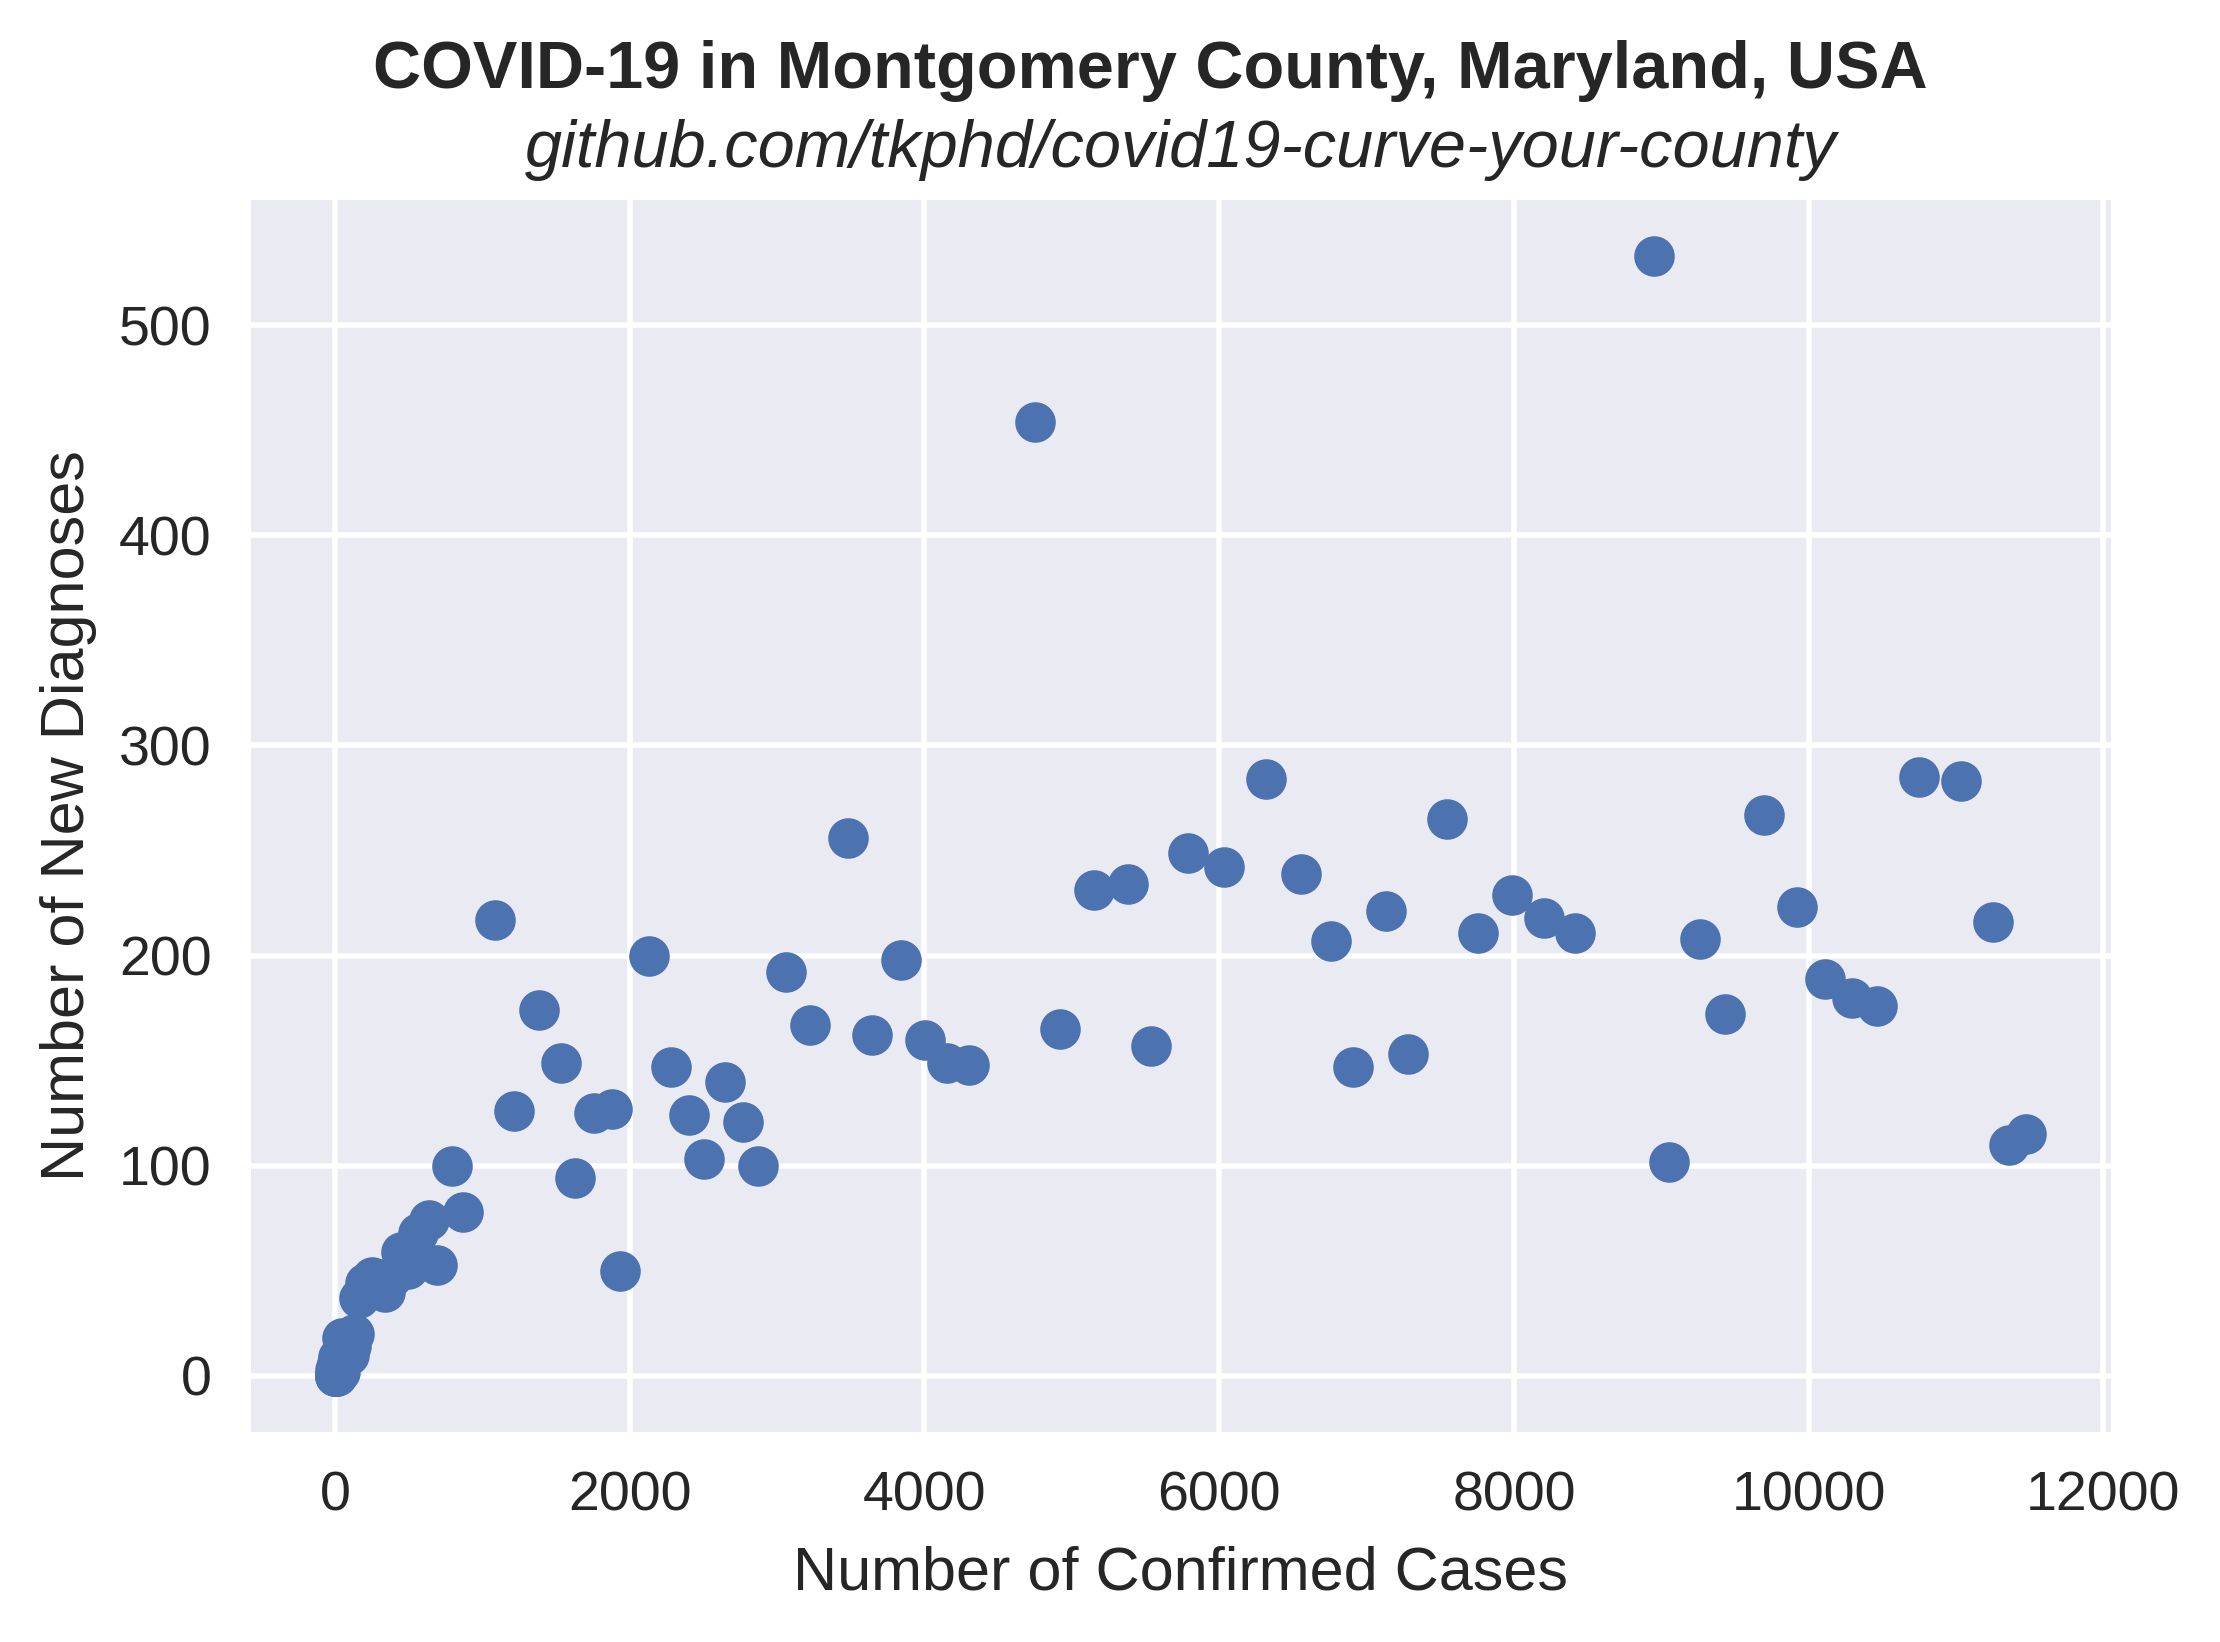 COVID-19 in Montgomery County, Maryland, USA
github.com/tkphd/covid19-curve-your-county
Number of New Diagnoses
500
400
300
200
100
0
0 2000 4000 6000 8000 10000 12000
Number of Confirmed Cases